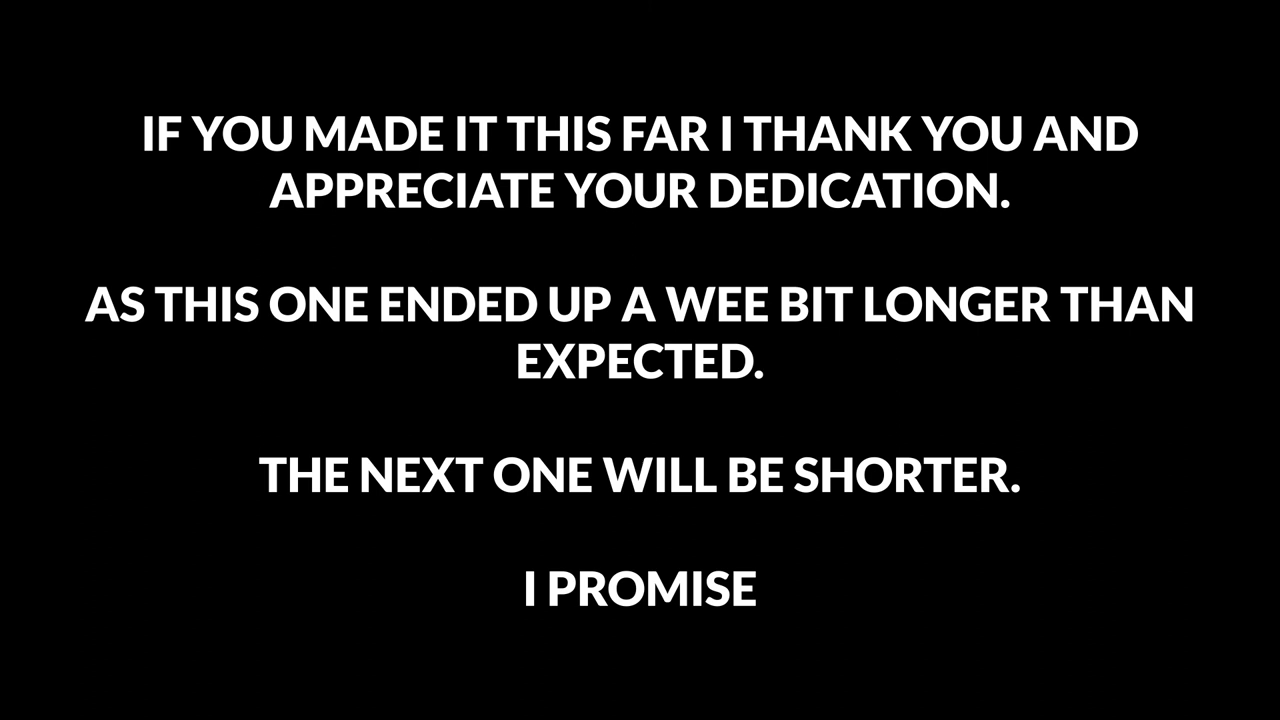 IF YOU MADE IT THIS FAR I THANK YOU AND
APPRECIATE YOUR DEDICATION.
AS THIS ONE ENDED UP A WEE BIT LONGER THAN
EXPECTED.
THE NEXT ONE WILL BE SHORTER.
I PROMISE